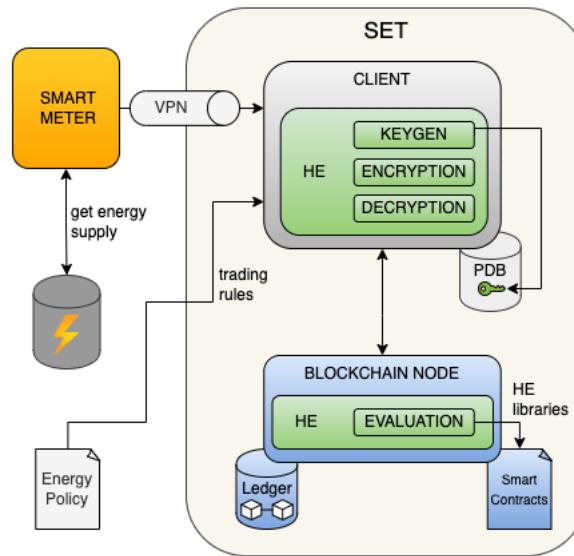 SET
SMART
METER
VPN
CLIENT
HE
KEYGEN
ENCRYPTION
DECRYPTION
get energy
supply
trading
rules
PDB
BLOCKCHAIN NODE
HE
EVALUATION
HE
libraries
Energy
Policy
Ledger
Smart
Contracts